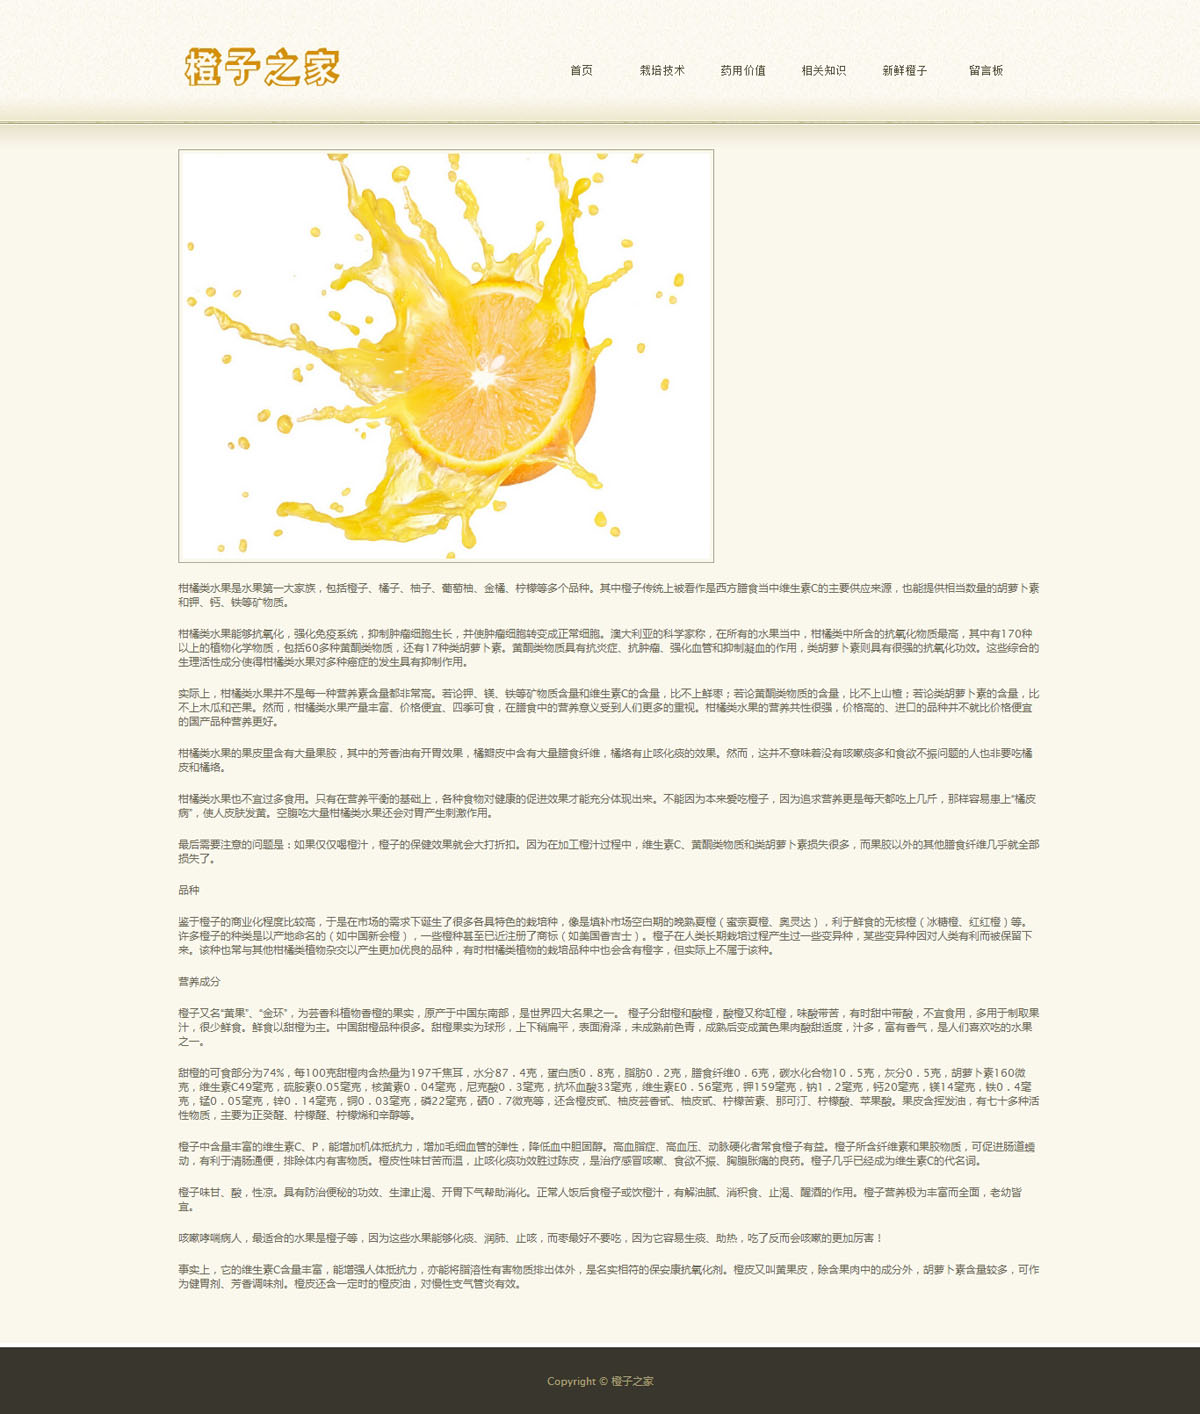 橙子之家
首页 栽培技术 药用价值 相关知识 新鲜橙子 留言板
柑橘类水果是水果第一大家族，包括橙子、橘子、柚子、葡萄柚、金橘、柠檬等多个品种。其中橙子传统上被看作是西方膳食当中维生素C的主要供应来源，也能提供相当数量的胡萝卜素
和钾、钙、铁等矿物质。
柑橘类水果能够抗氧化，强化免疫系统，抑制肿瘤细胞生长，并使肿瘤细胞转变成正常细胞。澳大利亚的科学家称，在所有的水果当中，柑橘类中所含的抗氧化物质最高，其中有170种
以上的植物化学物质，包括60多种黄酮类物质，还有17种类胡萝卜素。黄酮类物质具有抗炎症、抗肿瘤、强化血管和抑制凝血的作用，类胡萝卜素则具有很强的抗氧化功效。这些综合的
生理活性成分使得柑橘类水果对多种癌症的发生具有抑制作用。
实际上，柑橘类水果并不是每一种营养素含量都非常高。若论钾、镁、铁等矿物质含量和维生素C的含量，比不上鲜枣；若论黄酮类物质的含量，比不上山楂；若论类胡萝卜素的含量，比
不上木瓜和芒果。然而，柑橘类水果产量丰富、价格便宜、四季可食，在膳食中的营养意义受到人们更多的重视。柑橘类水果的营养共性很强，价格高的、进口的品种并不就比价格便宜
的国产品种营养更好。
柑橘类水果的果皮里含有大量果胶，其中的芳香油有开胃效果，橘瓣皮中含有大量膳食纤维，橘络有止咳化痰的效果。然而，这并不意味着没有咳嗽痰多和食欲不振问题的人也非要吃橘
皮和橘络。
柑橘类水果也不宜过多食用。只有在营养平衡的基础上，各种食物对健康的促进效果才能充分体现出来。不能因为本来爱吃橙子，因为追求营养更是每天都吃上几斤，那样容易患上“橘皮
病”，使人皮肤发黄。空腹吃大量柑橘类水果还会对胃产生刺激作用。
最后需要注意的问题是：如果仅仅喝橙汁，橙子的保健效果就会大打折扣。因为在加工橙汁过程中，维生素C、黄酮类物质和类胡萝卜素损失很多，而果胶以外的其他膳食纤维几乎就全部
损失了。
品种
鉴于橙子的商业化程度比较高，于是在市场的需求下诞生了很多各具特色的栽培种，像是填补市场空白期的晚熟夏橙（蜜奈夏橙、奥灵达），利于鲜食的无核橙（冰糖橙、红红橙）等。
许多橙子的种类是以产地命名的（如中国新会橙），一些橙种甚至已近注册了商标（如美国香吉士）。橙子在人类长期栽培过程产生过一些变异种，某些变异种因对人类有利而被保留下
来。该种也常与其他柑橘类植物杂交以产生更加优良的品种，有时柑橘类植物的栽培品种中也会含有橙字，但实际上不属于该种。
营养成分
橙子又名“黄果”、“金环”，为芸香科植物香橙的果实，原产于中国东南部，是世界四大名果之一。 橙子分甜橙和酸橙，酸橙又称缸橙，味酸带苦，有时甜中带酸，不宜食用，多用于制取果
汁，很少鲜食。鲜食以甜橙为主。中国甜橙品种很多。甜橙果实为球形，上下稍扁平，表面滑泽，未成熟前色青，成熟后变成黄色果肉酸甜适度，汁多，富有香气，是人们喜欢吃的水果
之一。
甜橙的可食部分为74%，每100克甜橙肉含热量为197千焦耳，水分87．4克，蛋白质0．8克，脂肪0．2克，膳食纤维0．6克，碳水化合物10．5克，灰分0．5克，胡萝卜素160微
克，维生素C49毫克，硫胺素0.05毫克，核黄素0．04毫克，尼克酸0．3毫克，抗坏血酸33毫克，维生素E0．56毫克，钾159毫克，钠1．2毫克，钙20毫克，镁14毫克，铁0．4毫
克，锰0．05毫克，锌0．14毫克，铜0．03毫克，磷22毫克，硒0．7微克等，还含橙皮甙、柚皮芸香甙、柚皮甙、柠檬苦素、那可汀、柠檬酸、苹果酸。果皮含挥发油，有七十多种活
性物质，主要为正癸醛、柠檬醛、柠檬烯和辛醇等。
橙子中含量丰富的维生素C、P，能增加机体抵抗力，增加毛细血管的弹性，降低血中胆固醇。高血脂症、高血压、动脉硬化者常食橙子有益。橙子所含纤维素和果胶物质，可促进肠道蠕
动，有利于清肠通便，排除体内有害物质。橙皮性味甘苦而温，止咳化痰功效胜过陈皮，是治疗感冒咳嗽、食欲不振、胸腹胀痛的良药。橙子几乎已经成为维生素C的代名词。
橙子味甘、酸，性凉。具有防治便秘的功效、生津止渴、开胃下气帮助消化。正常人饭后食橙子或饮橙汁，有解油腻、消积食、止渴、醒酒的作用。橙子营养极为丰富而全面，老幼皆
宜。
咳嗽哮喘病人，最适合的水果是橙子等，因为这些水果能够化痰、润肺、止咳，而枣最好不要吃，因为它容易生痰、助热，吃了反而会咳嗽的更加厉害！
事实上，它的维生素C含量丰富，能增强人体抵抗力，亦能将脂溶性有害物质排出体外，是名实相符的保安康抗氧化剂。橙皮又叫黄果皮，除含果肉中的成分外，胡萝卜素含量较多，可作
为健胃剂、芳香调味剂。橙皮还含一定时的橙皮油，对慢性支气管炎有效。
Copyright © 橙子之家